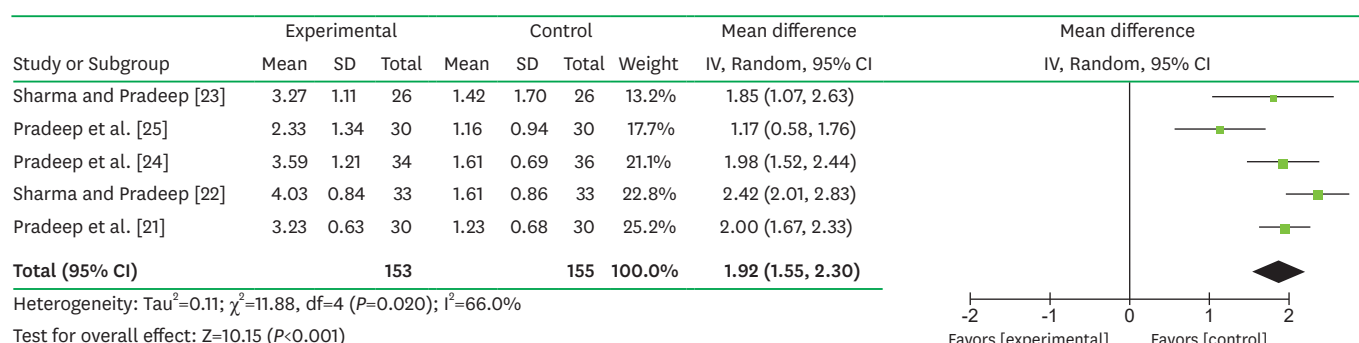 Experimental Control Mean difference Mean difference
Study or Subgroup Mean SD Total Mean SD Total Weight IV, Random, 95% CI IV, Random, 95% CI
Sharma and Pradeep [23] 3.27 1.11 26 1.42 1.70 26 13.2% 1.85 (1.07, 2.63)
Pradeep et al. [25] 2.33 1.34 30 1.16 0.94 30 17.7% 1.17 (0.58, 1.76)
Pradeep et al. [24] 3.59 1.21 34 1.61 0.69 36 21.1% 1.98 (1.52, 2.44)
Sharma and Pradeep [22] 4.03 0.84 33 1.61 0.86 33 22.8% 2.42 (2.01, 2.83)
Pradeep et al. [21] 3.23 0.63 30 1.23 0.68 30 25.2% 2.00 (1.67, 2.33)
Total (95% CI) 153 155 100.0% 1.92 (1.55, 2.30)
Heterogeneity: Tau²=0.11; χ²=11.88, df=4 (P=0.020); I²=66.0%
-2 -1 0 1 2
Test for overall effect: Z=10.15 (P<0.001)
Favors [experimental] Favors [control]